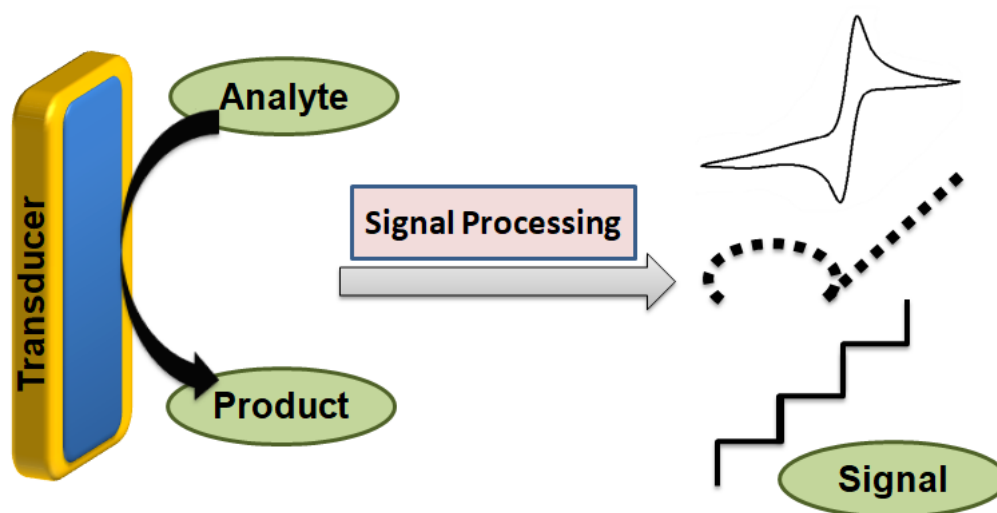 Transducer
Analyte
Signal Processing
Product
Signal